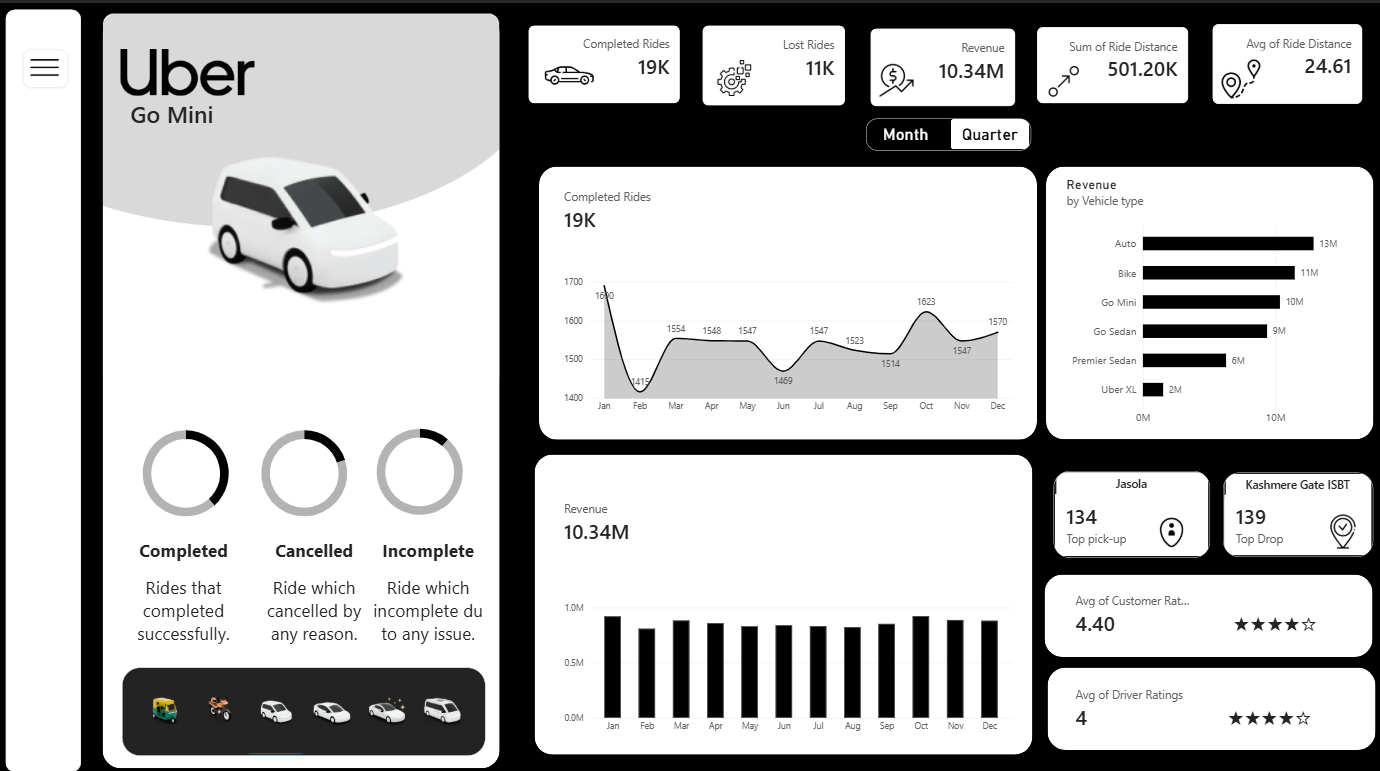 Uber
Go Mini
Completed
Rides that
completed
successfully.
Cancelled
Ride which
cancelled by
any reason.
Incomplete
Ride which
incomplete du
to any issue.
Completed Rides
19K
Lost Rides
11K
Revenue
10.34M
Sum of Ride Distance
501.20K
Avg of Ride Distance
24.61
Month
Quarter
Completed Rides
19K
1700
1600
1500
1400
1690
1415
1554
1548
1547
1469
1547
1523
1514
1623
1547
1570
Jan
Feb
Mar
Apr
May
Jun
Jul
Aug
Sep
Oct
Nov
Dec
Revenue
by Vehicle type
Auto 13M
Bike 11M
Go Mini 10M
Go Sedan 9M
Premier Sedan 6M
Uber XL 2M
0M 10M
Revenue
10.34M
1.0M
0.5M
0.0M
Jan
Feb
Mar
Apr
May
Jun
Jul
Aug
Sep
Oct
Nov
Dec
Jasola
134
Top pick-up
Kashmere Gate ISBT
139
Top Drop
Avg of Customer Rat...
4.40
★★★★☆
Avg of Driver Ratings
4
★★★★☆